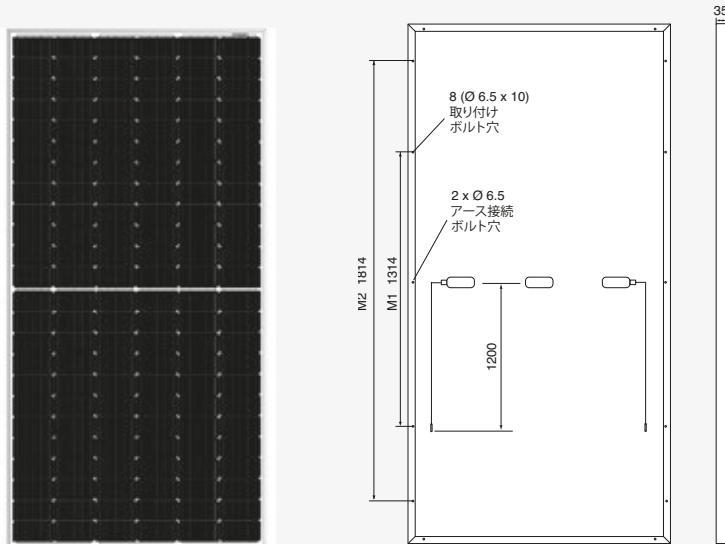 35
8 (Ø 6.5 x 10)
取り付け
ボルト穴
2 x Ø 6.5
アース接続
ボルト穴
M2 1814
M1 1314
1200